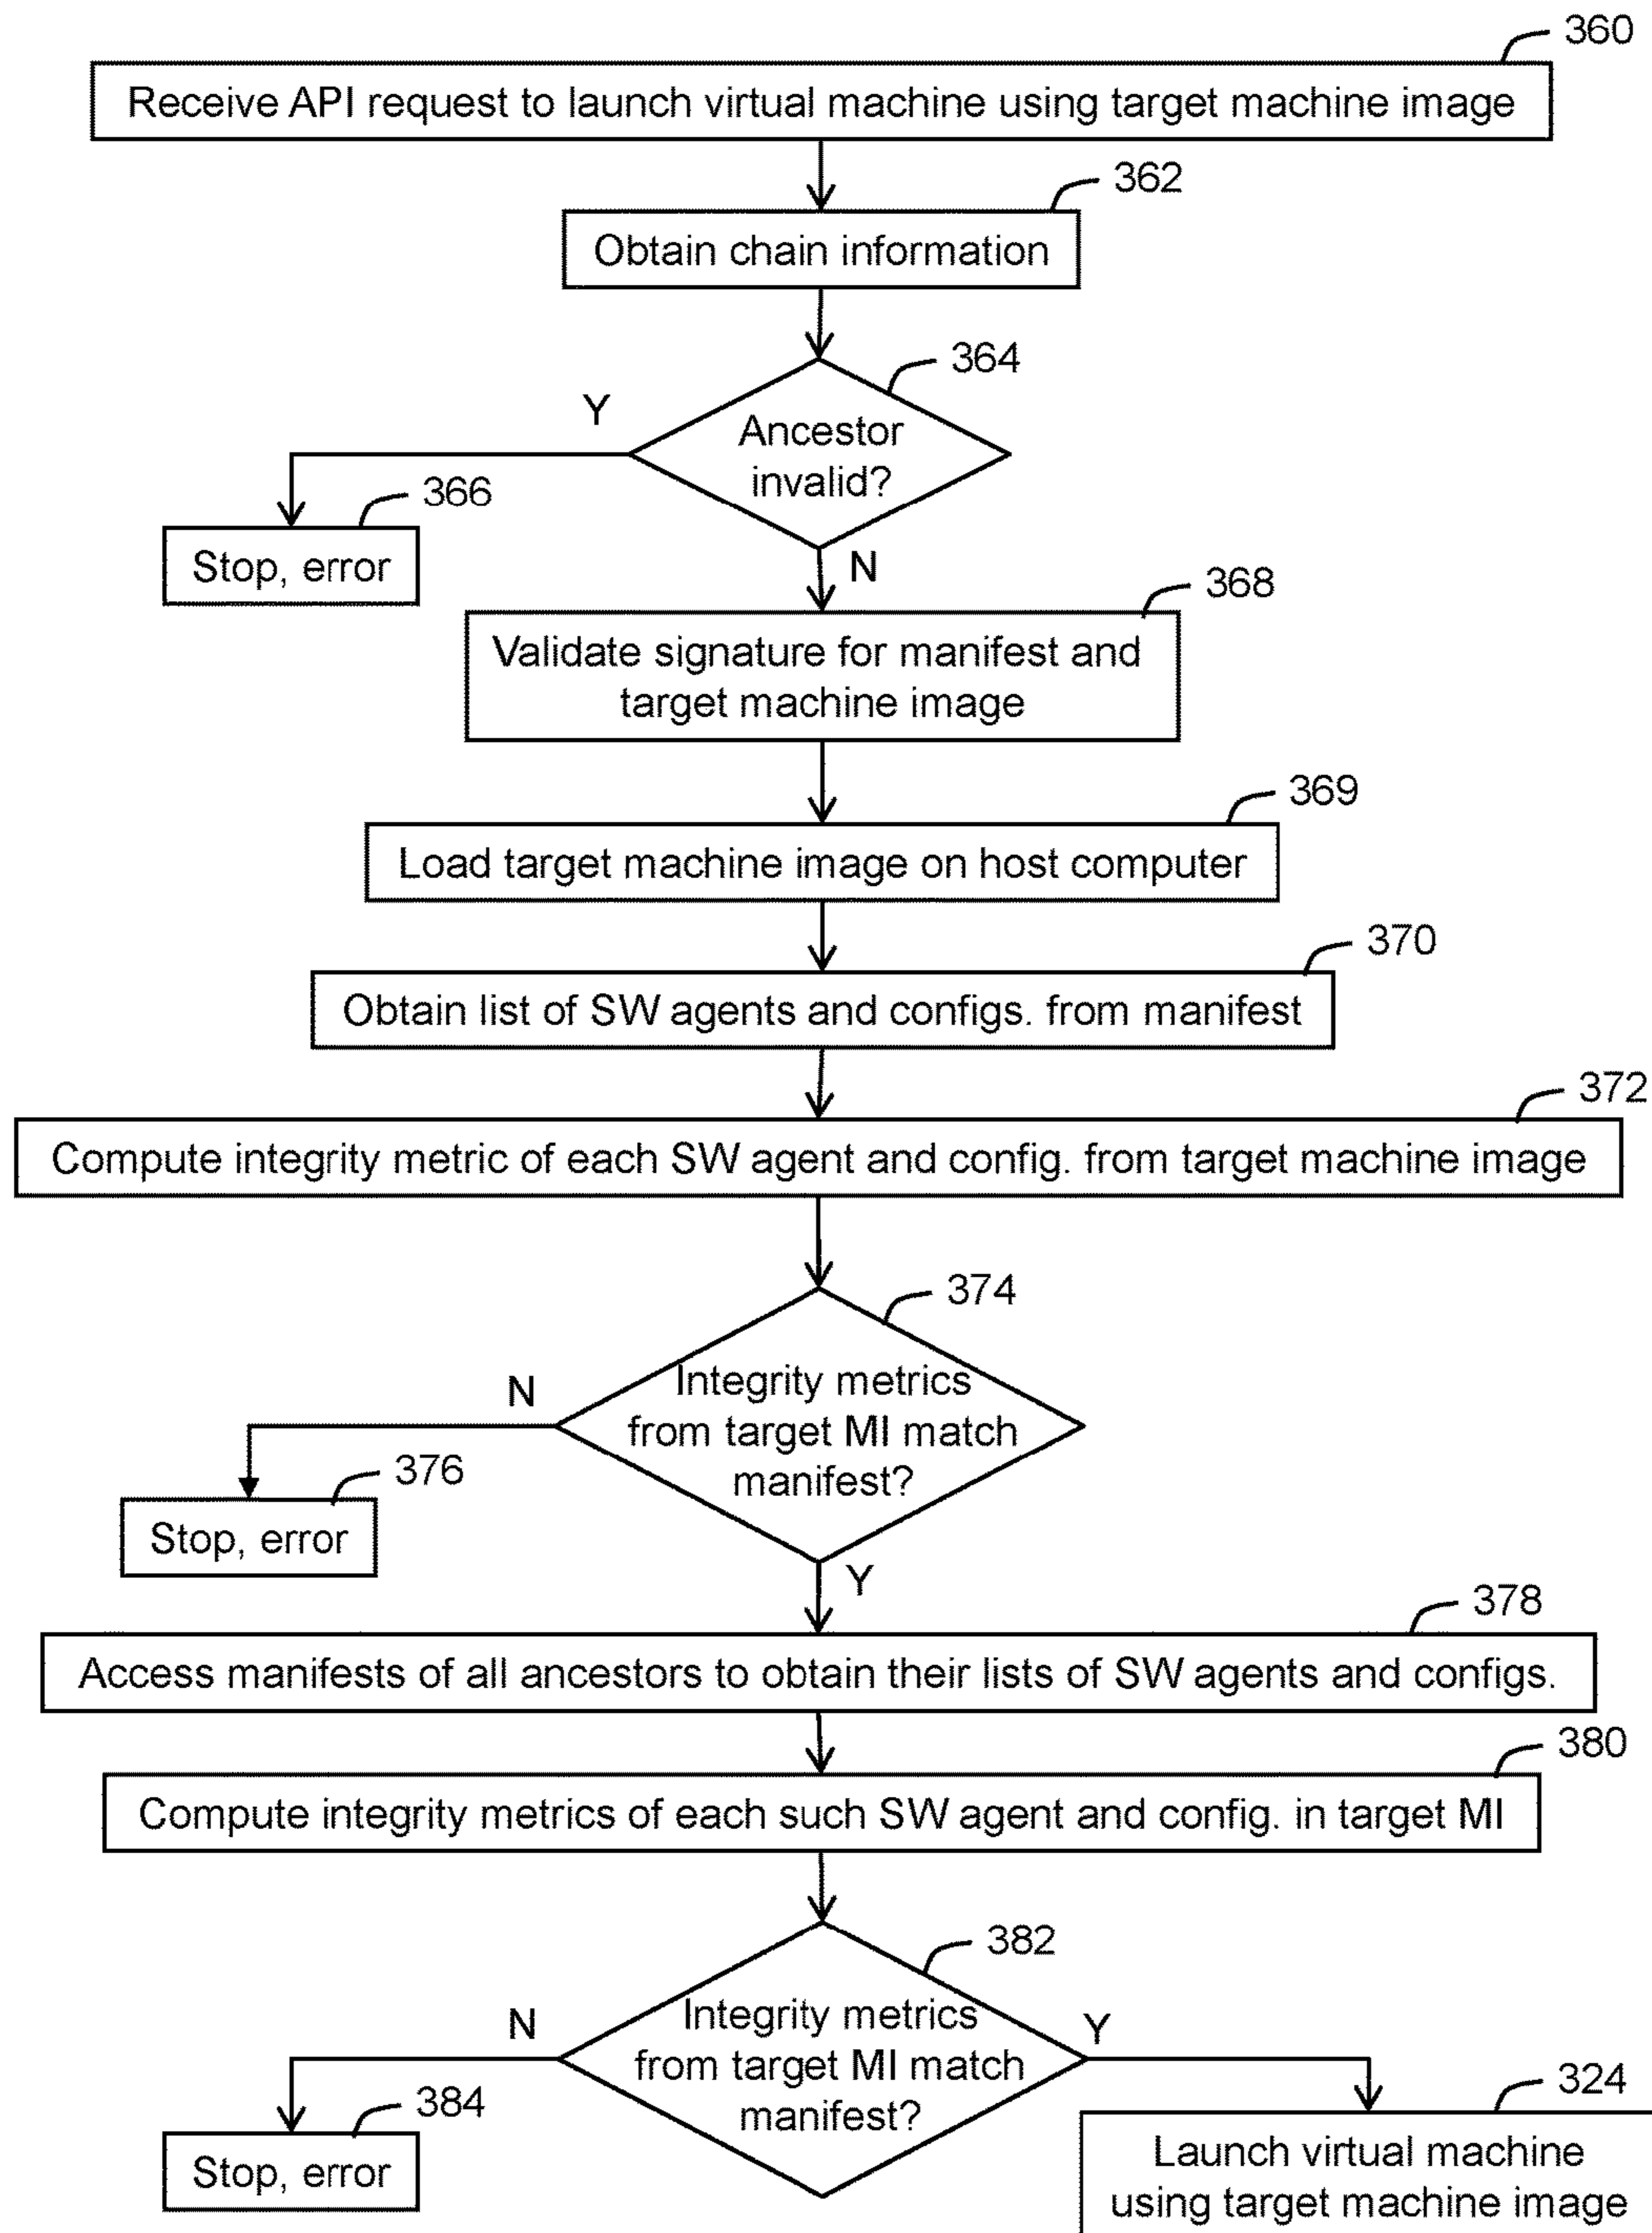 360
Receive API request to launch virtual machine using target machine image
362
Obtain chain information
364
Y
Ancestor
invalid?
366
Stop, error
N
368
Validate signature for manifest and
target machine image
369
Load target machine image on host computer
370
Obtain list of SW agents and configs. from manifest
372
Compute integrity metric of each SW agent and config. from target machine image
374
N
Integrity metrics
from target MI match
manifest?
376
Stop, error
Y
378
Access manifests of all ancestors to obtain their lists of SW agents and configs.
380
Compute integrity metrics of each such SW agent and config. in target MI
382
N
Integrity metrics
from target MI match
manifest?
Y
384
Stop, error
324
Launch virtual machine
using target machine image